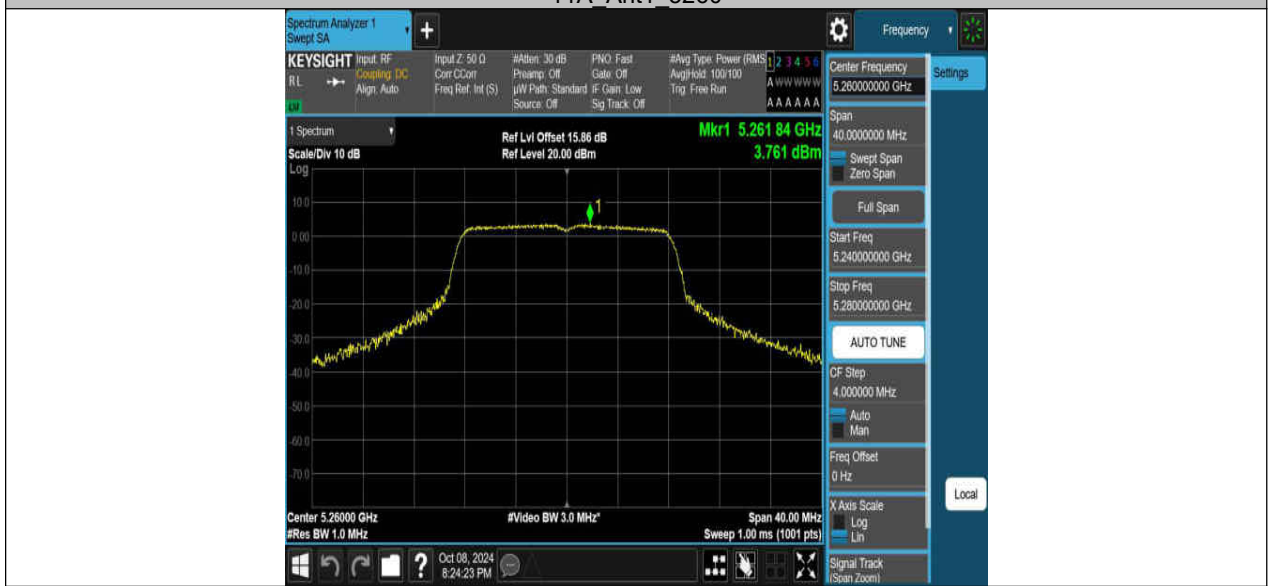 11A_Ant1_5260
Spectrum Analyzer 1
Swept SA
+
Frequency
KEYSIGHT
RL
Input: RF
Coupling: DC
Align: Auto
Input Z: 50 Ω
Corr CCorr
Freq Ref: Int (S)
#Atten: 30 dB
Preamp: Off
µW Path: Standard
Source: Off
PNO: Fast
Gate: Off
IF Gain: Low
Sig Track: Off
#Avg Type: Power (RMS
Avg|Hold: 100/100
Trig: Free Run
1 2 3 4 5 6
A W W W W W
A A A A A A
1 Spectrum
Scale/Div 10 dB
Log
Ref Lvl Offset 15.86 dB
Ref Level 20.00 dBm
Mkr1 5.261 84 GHz
3.761 dBm
1
10.0
0.00
-10.0
-20.0
-30.0
-40.0
-50.0
-60.0
-70.0
Center 5.26000 GHz
#Res BW 1.0 MHz
#Video BW 3.0 MHz*
Span 40.00 MHz
Sweep 1.00 ms (1001 pts)
Center Frequency
5.260000000 GHz
Settings
Span
40.0000000 MHz
Swept Span
Zero Span
Full Span
Start Freq
5.240000000 GHz
Stop Freq
5.280000000 GHz
AUTO TUNE
CF Step
4.000000 MHz
Auto
Man
Freq Offset
0 Hz
X Axis Scale
Log
Lin
Local
Signal Track
(Span Zoom)
?
Oct 08, 2024
8:24:23 PM